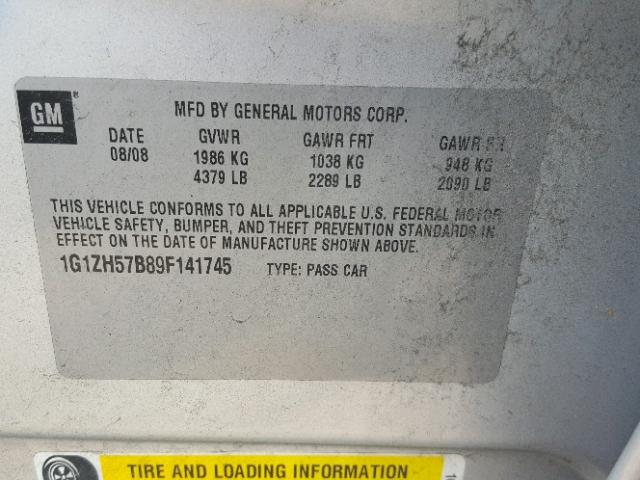 GM®
MFD BY GENERAL MOTORS CORP.
DATE GVWR GAWR FRT GAWR
08/08 1986 KG 1038 KG 948 KG
4379 LB 2289 LB 2090 LB
THIS VEHICLE CONFORMS TO ALL APPLICABLE U.S. FEDERAL MOTOR
VEHICLE SAFETY, BUMPER, AND THEFT PREVENTION STANDARDS IN
EFFECT ON THE DATE OF MANUFACTURE SHOWN ABOVE.
1G1ZH57B89F141745 TYPE: PASS CAR
TIRE AND LOADING INFORMATION